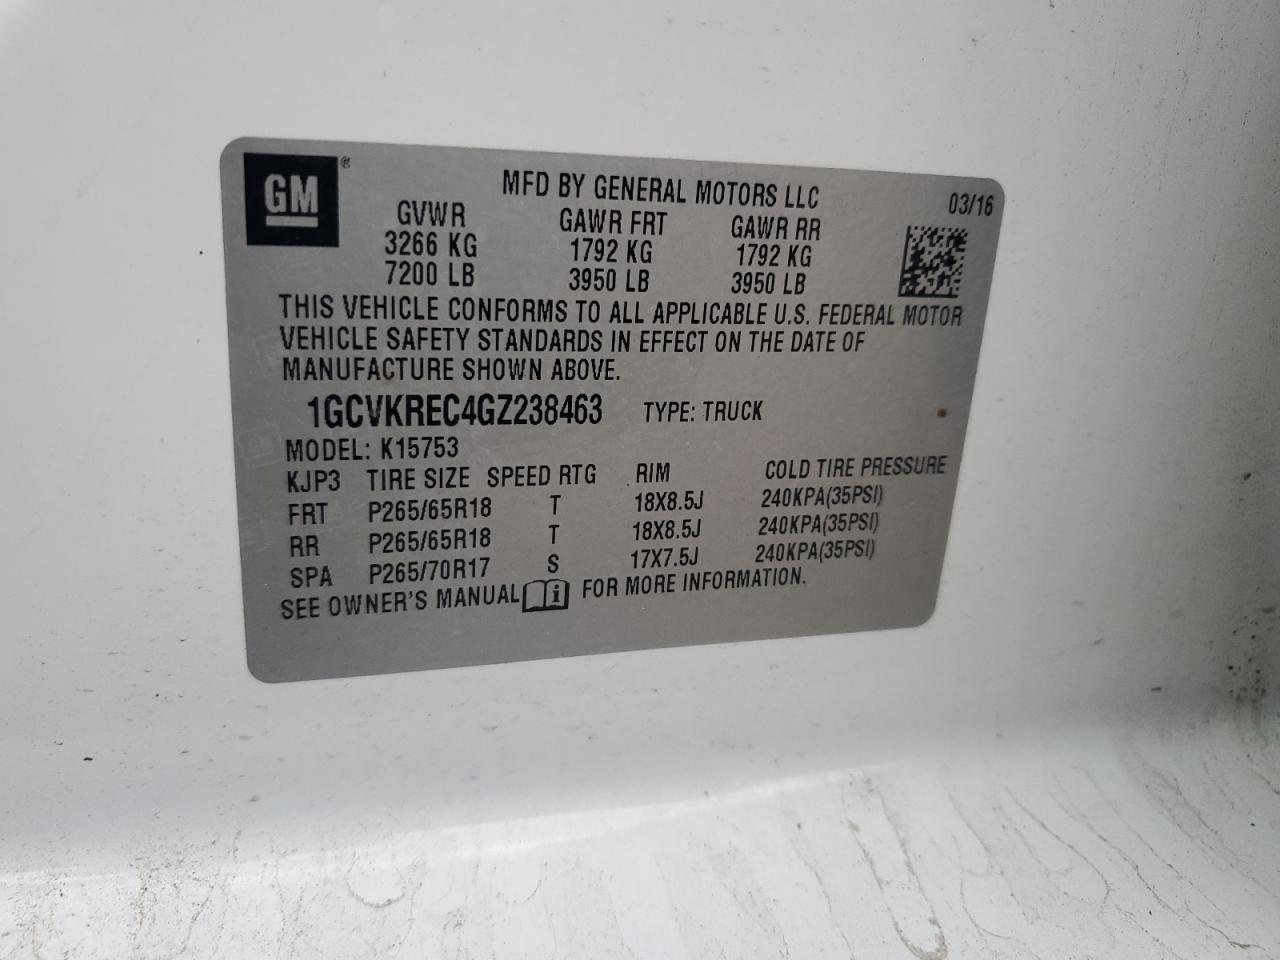 GM ®
MFD BY GENERAL MOTORS LLC 03/16
GVWR GAWR FRT GAWR RR
3266 KG 1792 KG 1792 KG
7200 LB 3950 LB 3950 LB
THIS VEHICLE CONFORMS TO ALL APPLICABLE U.S. FEDERAL MOTOR
VEHICLE SAFETY STANDARDS IN EFFECT ON THE DATE OF
MANUFACTURE SHOWN ABOVE.
1GCVKREC4GZ238463 TYPE: TRUCK
MODEL: K15753
KJP3 TIRE SIZE SPEED RTG RIM COLD TIRE PRESSURE
FRT P265/65R18 T 18X8.5J 240KPA(35PSI)
RR P265/65R18 T 18X8.5J 240KPA(35PSI)
SPA P265/70R17 S 17X7.5J 240KPA(35PSI)
SEE OWNER'S MANUAL i FOR MORE INFORMATION.